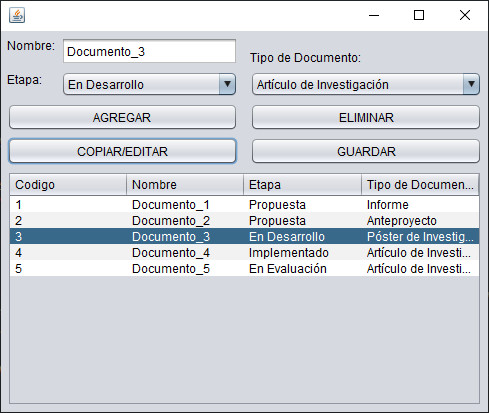 Nombre: Documento_3
Tipo de Documento:
Etapa: En Desarrollo Artículo de Investigación
AGREGAR ELIMINAR
COPIAR/EDITAR GUARDAR
Codigo Nombre Etapa Tipo de Documen...
1 Documento_1 Propuesta Informe
2 Documento_2 Propuesta Anteproyecto
3 Documento_3 En Desarrollo Póster de Investig...
4 Documento_4 Implementado Artículo de Investi...
5 Documento_5 En Evaluación Artículo de Investi...